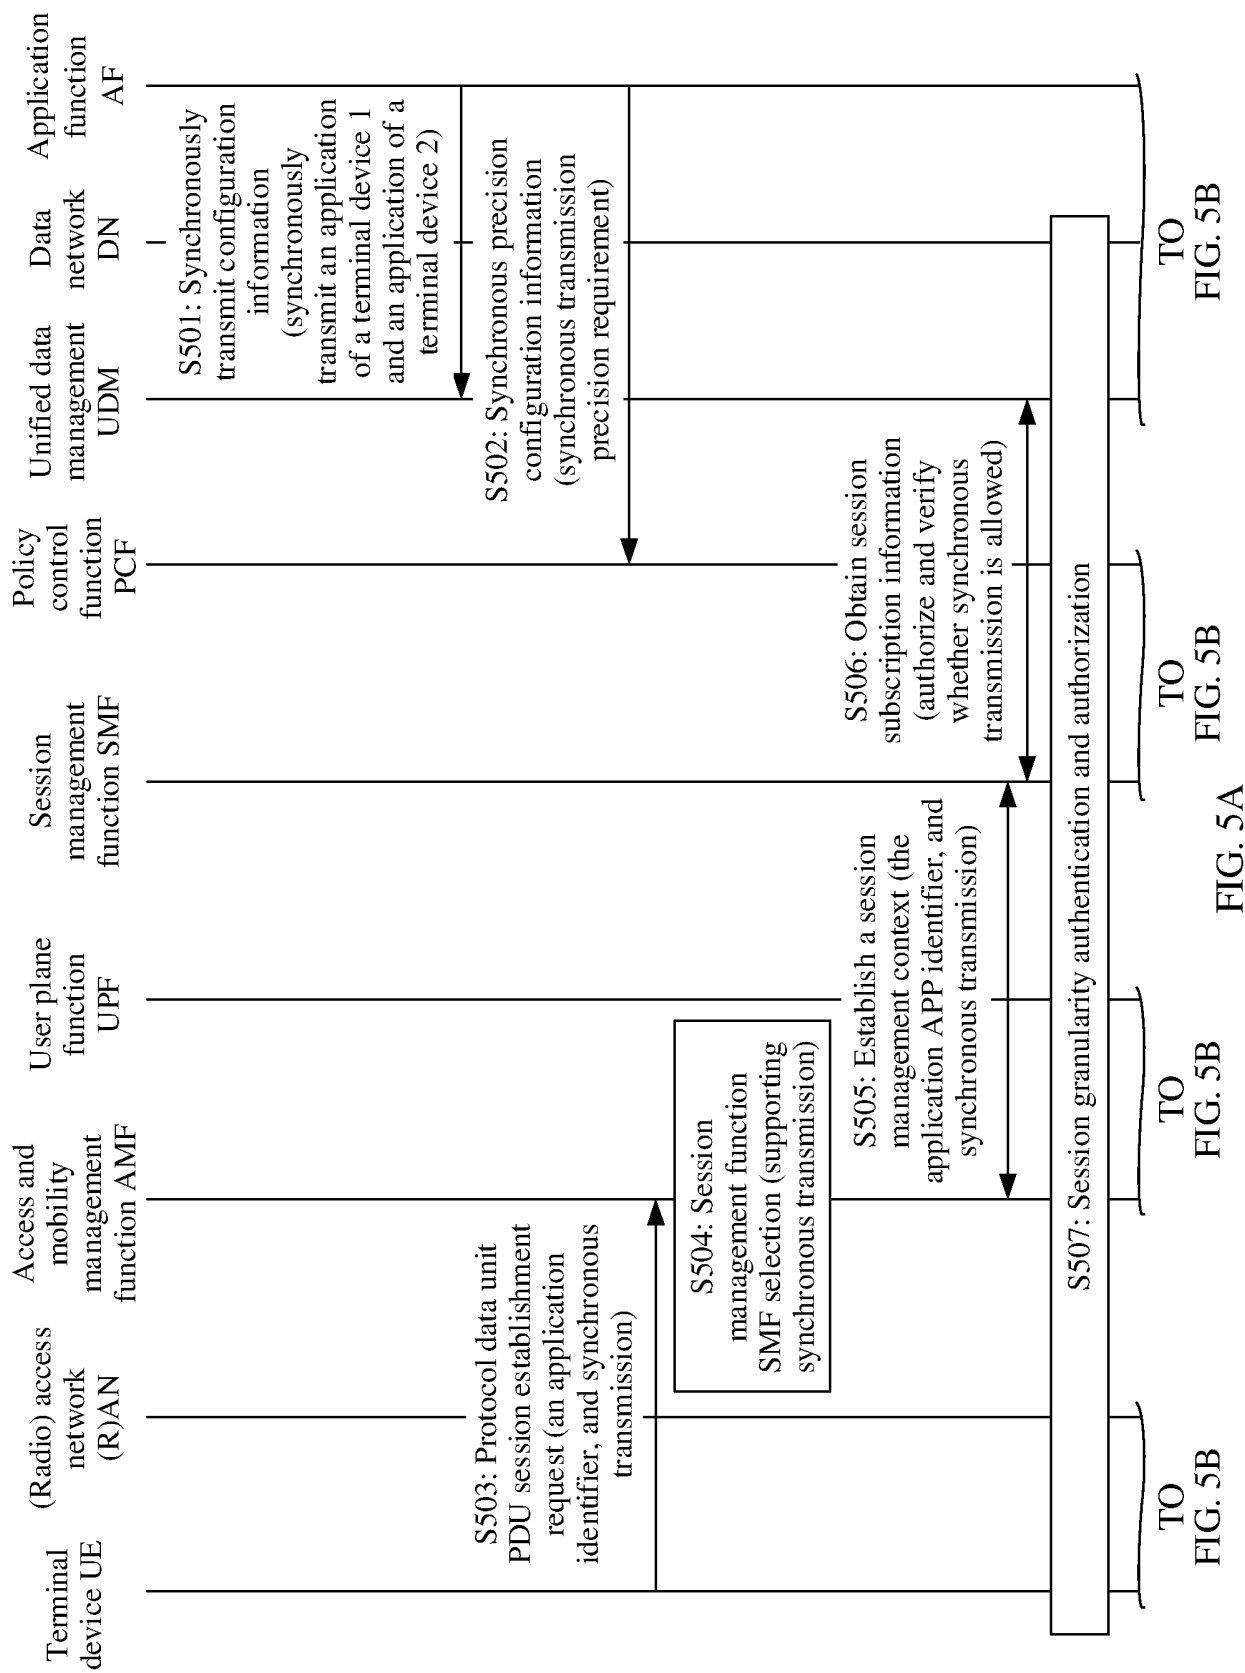 Terminal
device UE
(Radio) access
network
(R)AN
Access and
mobility
management
function AMF
User plane
function
UPF
Session
management
function SMF
Policy
control
function
PCF
Unified data
management
UDM
Data
network
DN
Application
function
AF
S501: Synchronously
transmit configuration
information
(synchronously
transmit an application
of a terminal device 1
and an application of a
terminal device 2)
S502: Synchronous precision
configuration information
(synchronous transmission
precision requirement)
S503: Protocol data unit
PDU session establishment
request (an application
identifier, and synchronous
transmission)
S504: Session
management function
SMF selection (supporting
synchronous transmission)
S505: Establish a session
management context (the
application APP identifier, and
synchronous transmission)
S506: Obtain session
subscription information
(authorize and verify
whether synchronous
transmission is allowed)
S507: Session granularity authentication and authorization
TO
FIG. 5B
TO
FIG. 5B
TO
FIG. 5B
TO
FIG. 5B
FIG. 5A